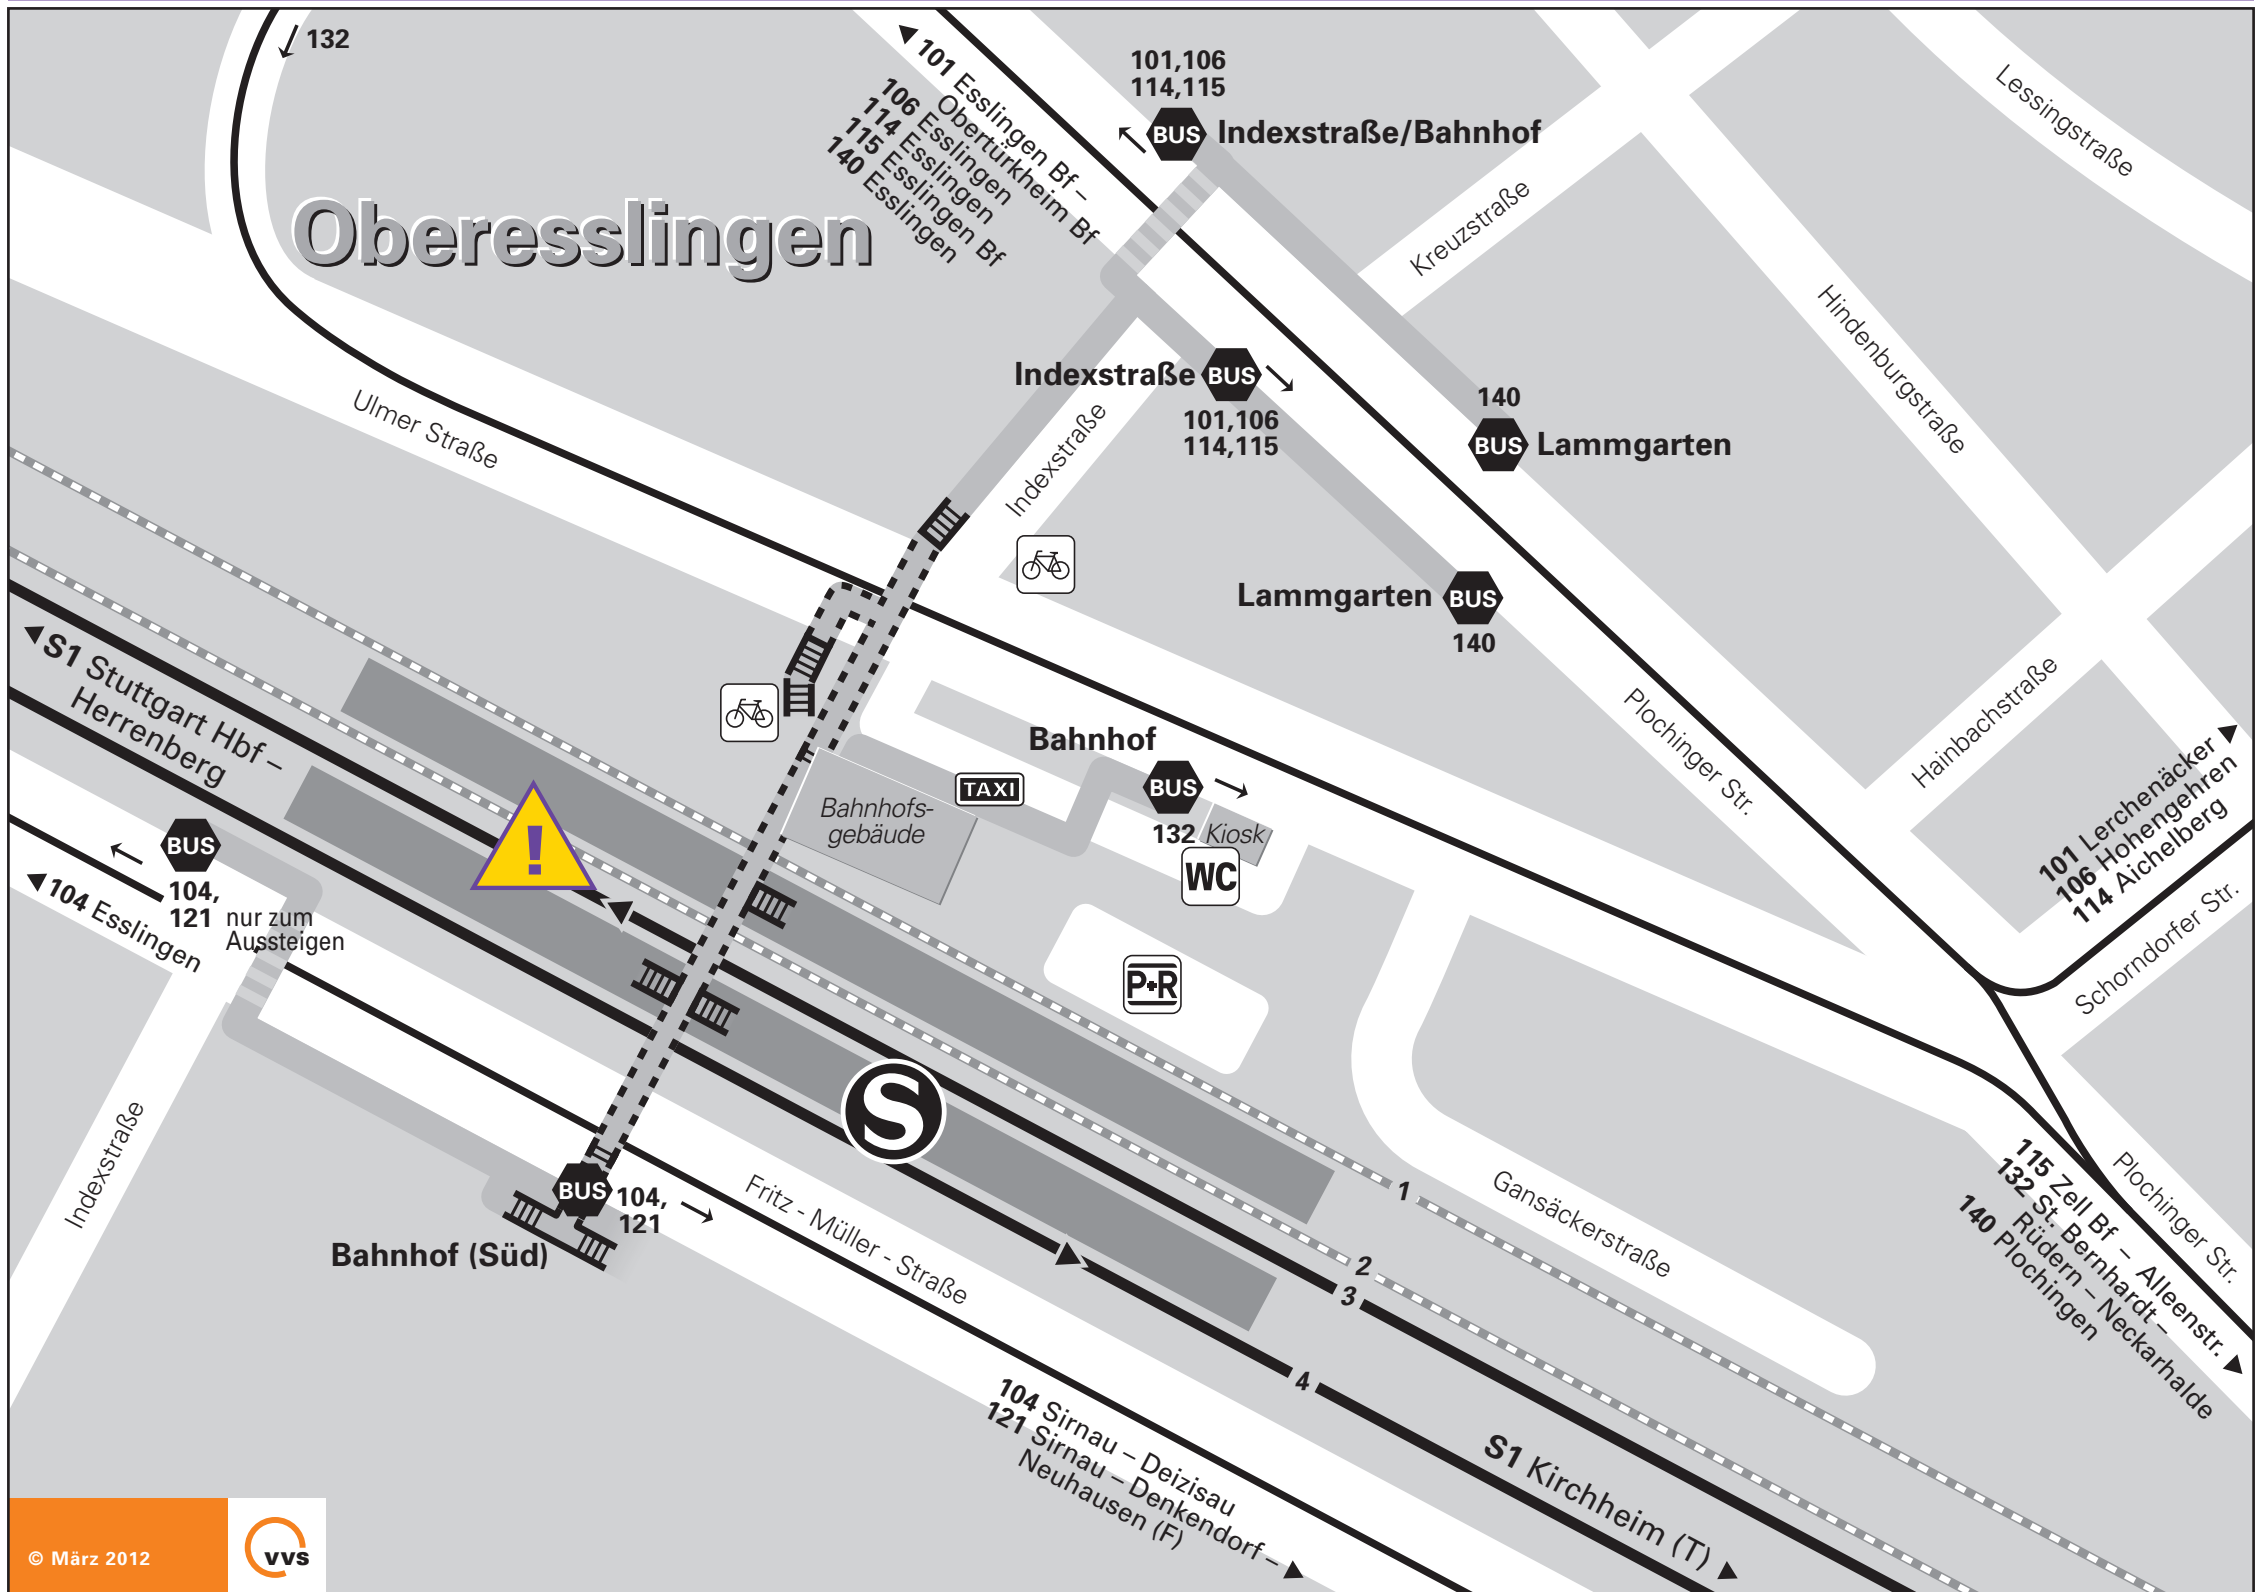 132
101 Esslingen Bf –
Obertürkheim Bf
106 Esslingen
114 Esslingen
115 Esslingen Bf
140 Esslingen
101,106
114,115
BUS
Indexstraße/Bahnhof
Lessingstraße
Kreuzstraße
Oberesslingen
Hindenburgstraße
Indexstraße
BUS
101,106
114,115
140
BUS
Lammgarten
Ulmer Straße
Indexstraße
Lammgarten
BUS
140
S1 Stuttgart Hbf –
Herrenberg
Plochinger Str.
Hainbachstraße
Bahnhof
BUS
132
TAXI
Bahnhofs-
gebäude
Kiosk
WC
101 Lerchenäcker
106 Hohengehren
114 Aichelberg
Schorndorfer Str.
!
BUS
104,
121
nur zum
Aussteigen
104 Esslingen
P+R
S
Indexstraße
BUS
104,
121
Bahnhof (Süd)
Fritz - Müller - Straße
1
2
3
4
Gansäckerstraße
Plochinger Str.
115 Zell Bf – Alleenstr.
132 St. Bernhardt –
Rüdern – Neckarhalde
140 Plochingen
104 Sirnau – Deizisau
121 Sirnau – Denkendorf –
Neuhausen (F)
S1 Kirchheim (T)
© März 2012
vvs